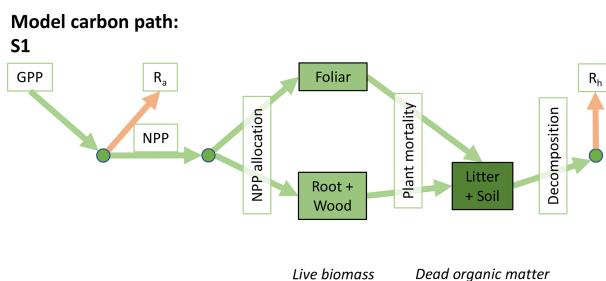 Model carbon path:
S1
GPP
Ra
NPP
NPP allocation
Foliar
Root +
Wood
Plant mortality
Litter
+ Soil
Decomposition
Rh
Live biomass
Dead organic matter